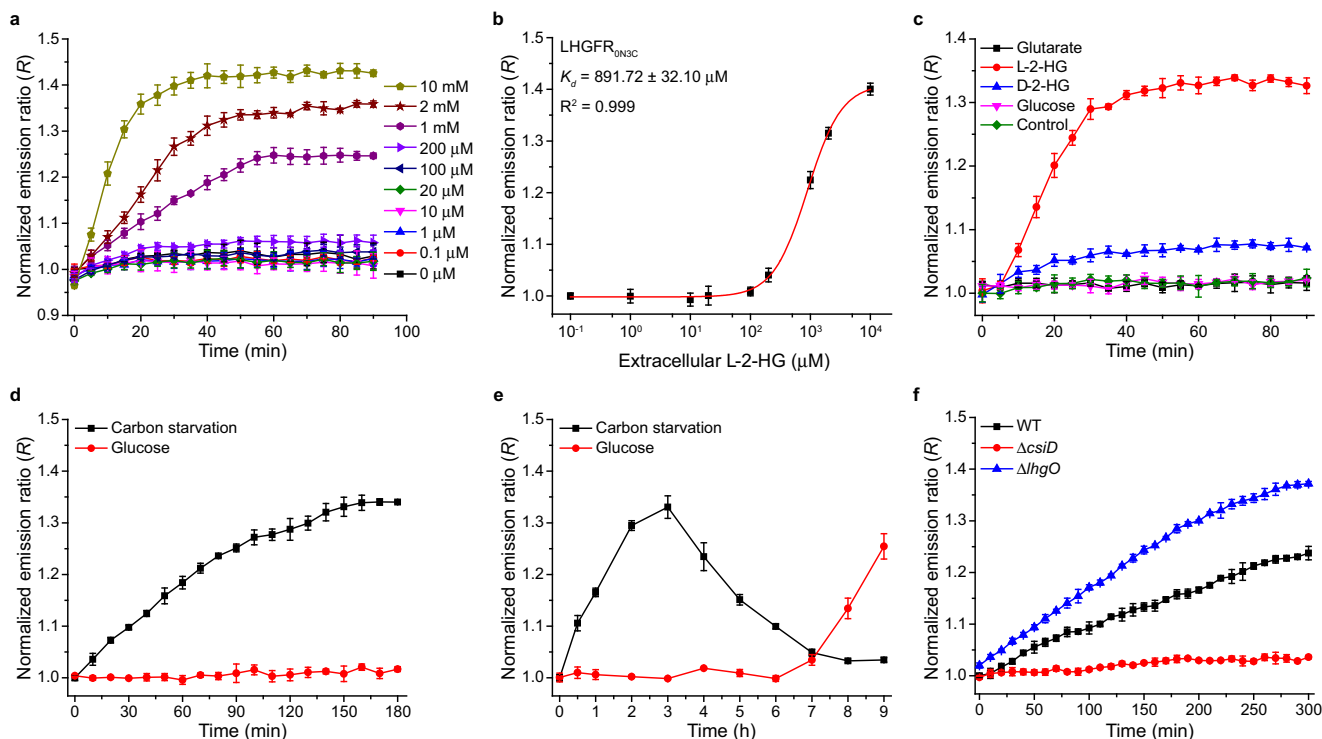 a
Normalized emission ratio (R)
1.5
1.4
1.3
1.2
1.1
1.0
0.9
0 20 40 60 80 100
Time (min)
10 mM
2 mM
1 mM
200 μM
100 μM
20 μM
10 μM
1 μM
0.1 μM
0 μM
b
Normalized emission ratio (R)
1.5
1.4
1.3
1.2
1.1
1.0
LHGFR0N3C
Kd = 891.72 ± 32.10 μM
R² = 0.999
10⁻¹ 10⁰ 10¹ 10² 10³ 10⁴
Extracellular L-2-HG (μM)
c
Normalized emission ratio (R)
1.4
1.3
1.2
1.1
1.0
Glutarate
L-2-HG
D-2-HG
Glucose
Control
0 20 40 60 80
Time (min)
d
Normalized emission ratio (R)
1.5
1.4
1.3
1.2
1.1
1.0
Carbon starvation
Glucose
0 30 60 90 120 150 180
Time (min)
e
Normalized emission ratio (R)
1.5
1.4
1.3
1.2
1.1
1.0
Carbon starvation
Glucose
0 1 2 3 4 5 6 7 8 9
Time (h)
f
Normalized emission ratio (R)
1.5
1.4
1.3
1.2
1.1
1.0
WT
ΔcsiD
ΔlhgO
0 50 100 150 200 250 300
Time (min)